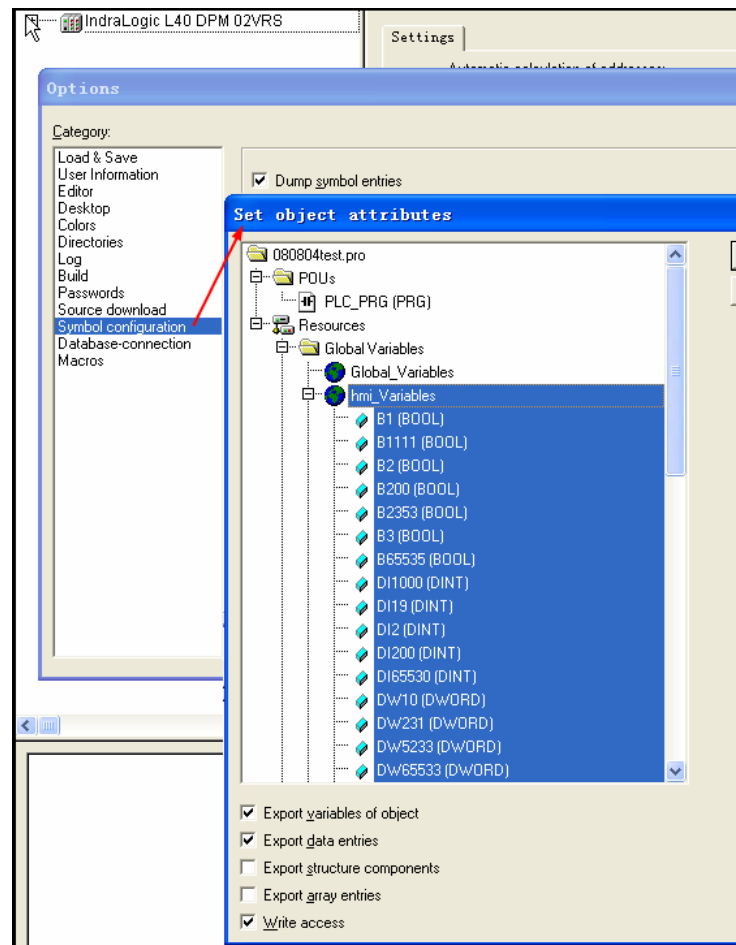 IndraLogic L40 DPM 02VRS
Settings
Options
Category:
Load & Save
User Information
Editor
Desktop
Colors
Directories
Log
Build
Passwords
Source download
Symbol configuration
Database-connection
Macros
Dump symbol entries
Set object attributes
080804test.pro
POUs
PLC_PRG (PRG)
Resources
Global Variables
Global_Variables
hmi_Variables
B1 (BOOL)
B1111 (BOOL)
B2 (BOOL)
B200 (BOOL)
B2353 (BOOL)
B3 (BOOL)
B65535 (BOOL)
DI1000 (DINT)
DI19 (DINT)
DI2 (DINT)
DI200 (DINT)
DI65530 (DINT)
DW10 (DWORD)
DW231 (DWORD)
DW5233 (DWORD)
DW65533 (DWORD)
Export variables of object
Export data entries
Export structure components
Export array entries
Write access